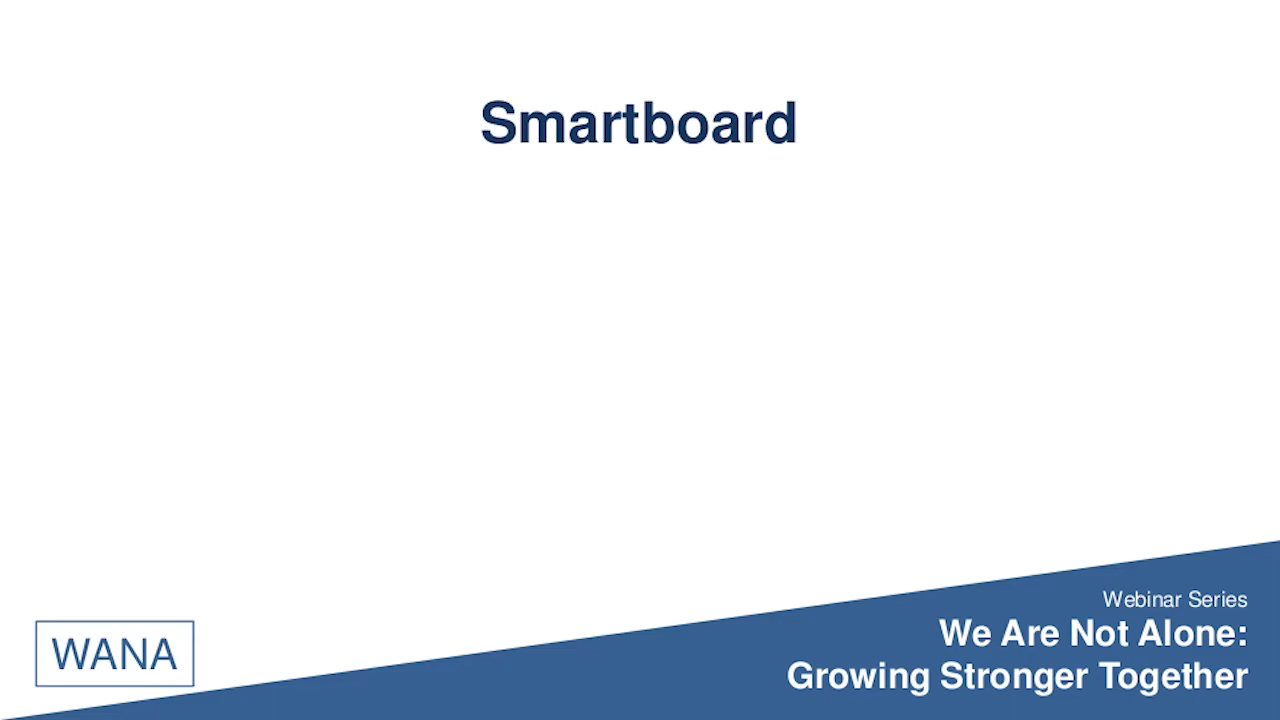 Smartboard
Webinar Series
We Are Not Alone:
Growing Stronger Together
WANA